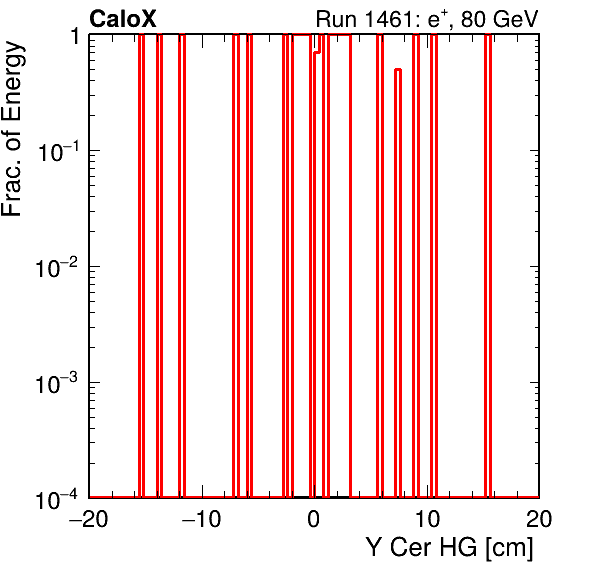 CaloX Run 1461: e⁺, 80 GeV
Frac. of Energy
1
10⁻¹
10⁻²
10⁻³
10⁻⁴
−20 −10 0 10 20
Y Cer HG [cm]